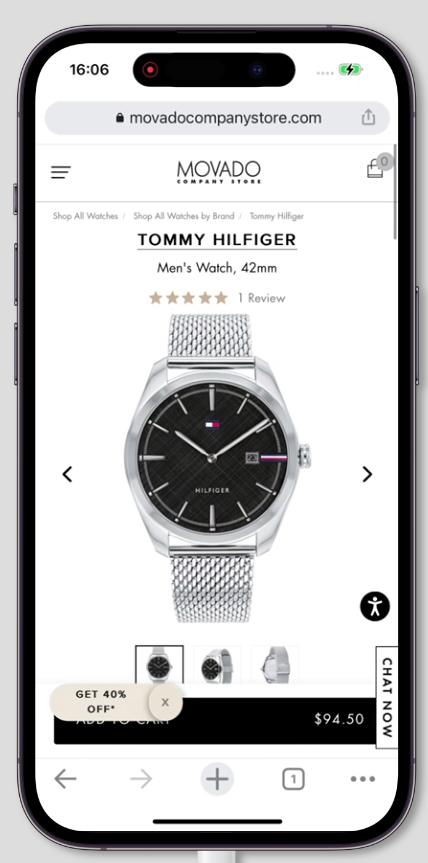 16:06
movadocompanystore.com
MOVADO
COMPANY STORE
0
Shop All Watches / Shop All Watches by Brand / Tommy Hilfiger
TOMMY HILFIGER
Men's Watch, 42mm
1 Review
23
HILFIGER
CHAT NOW
GET 40%
OFF*
X
ADD TO CART
$94.50
1